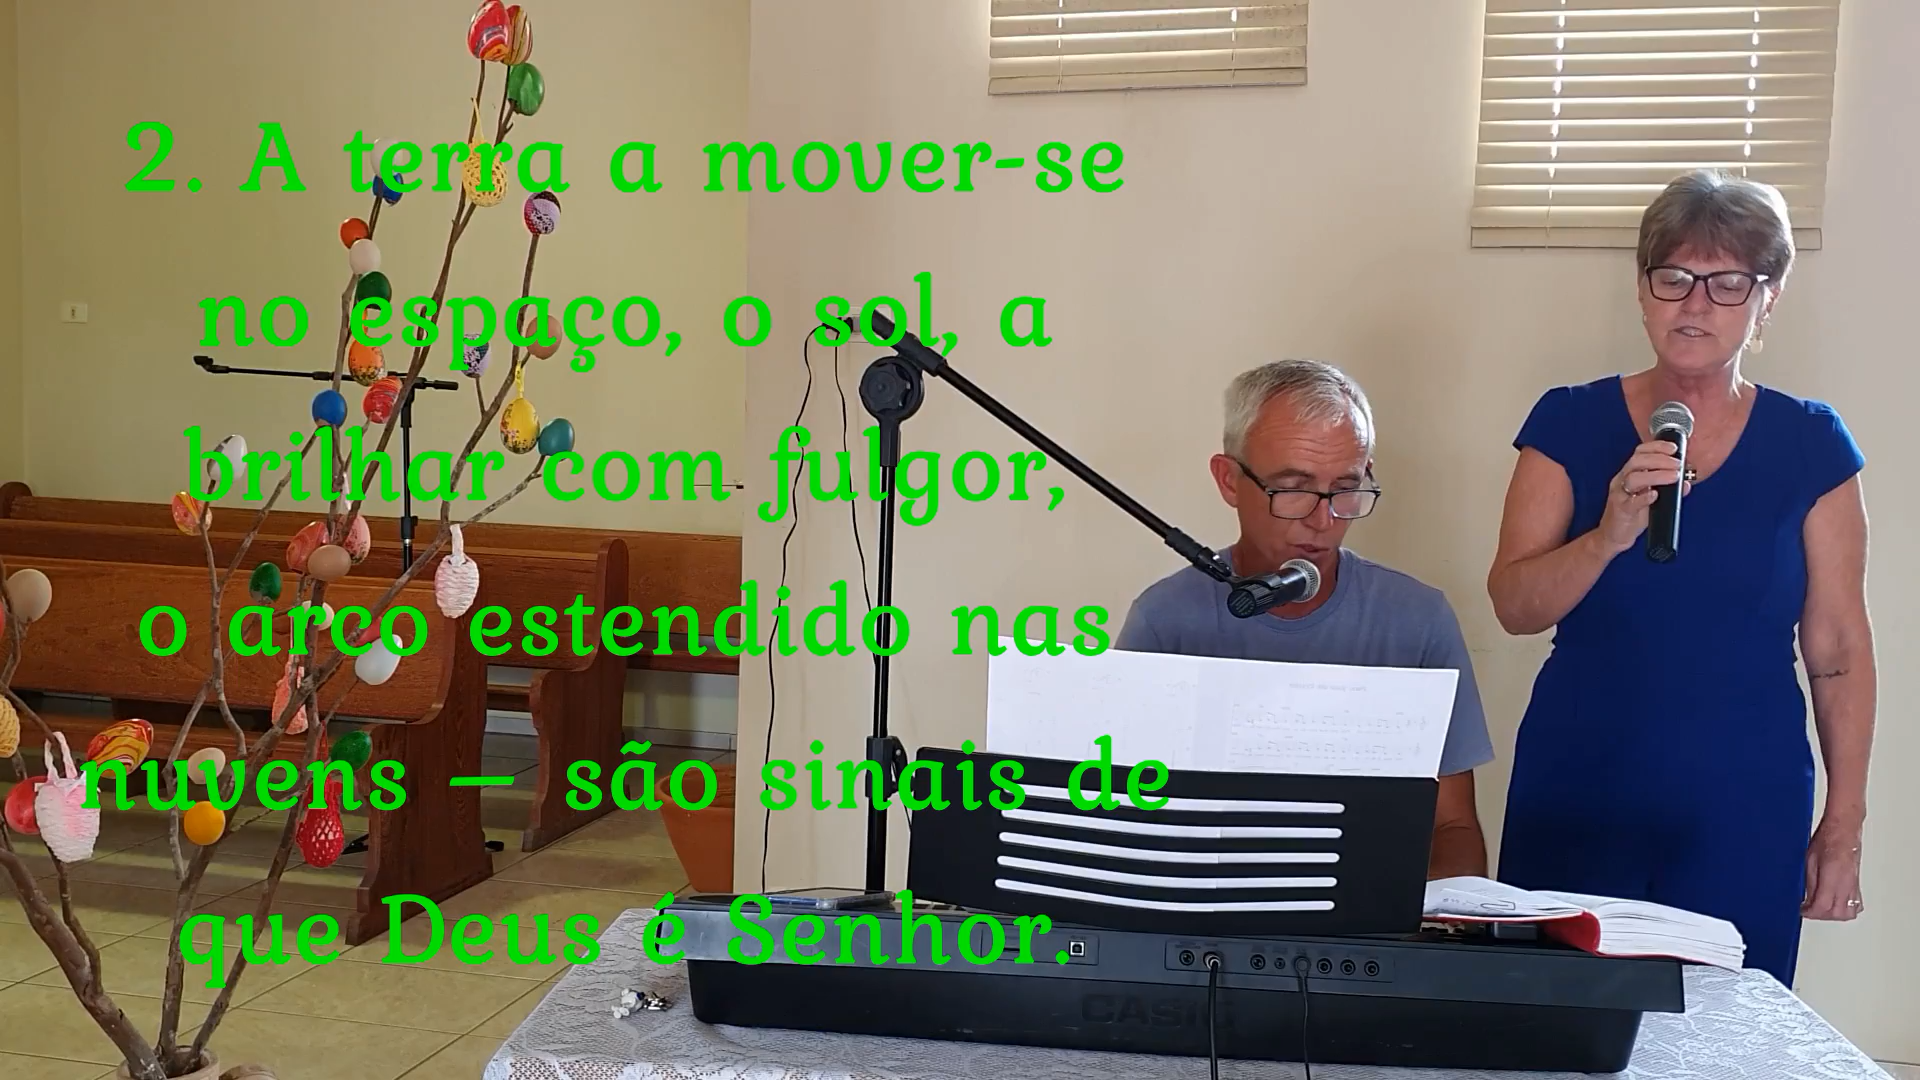 2. A terra a mover-se
no espaço, o sol, a
brilhar com fulgor,
o arco estendido nas
nuvens – são sinais de
que Deus é Senhor.
CASIO